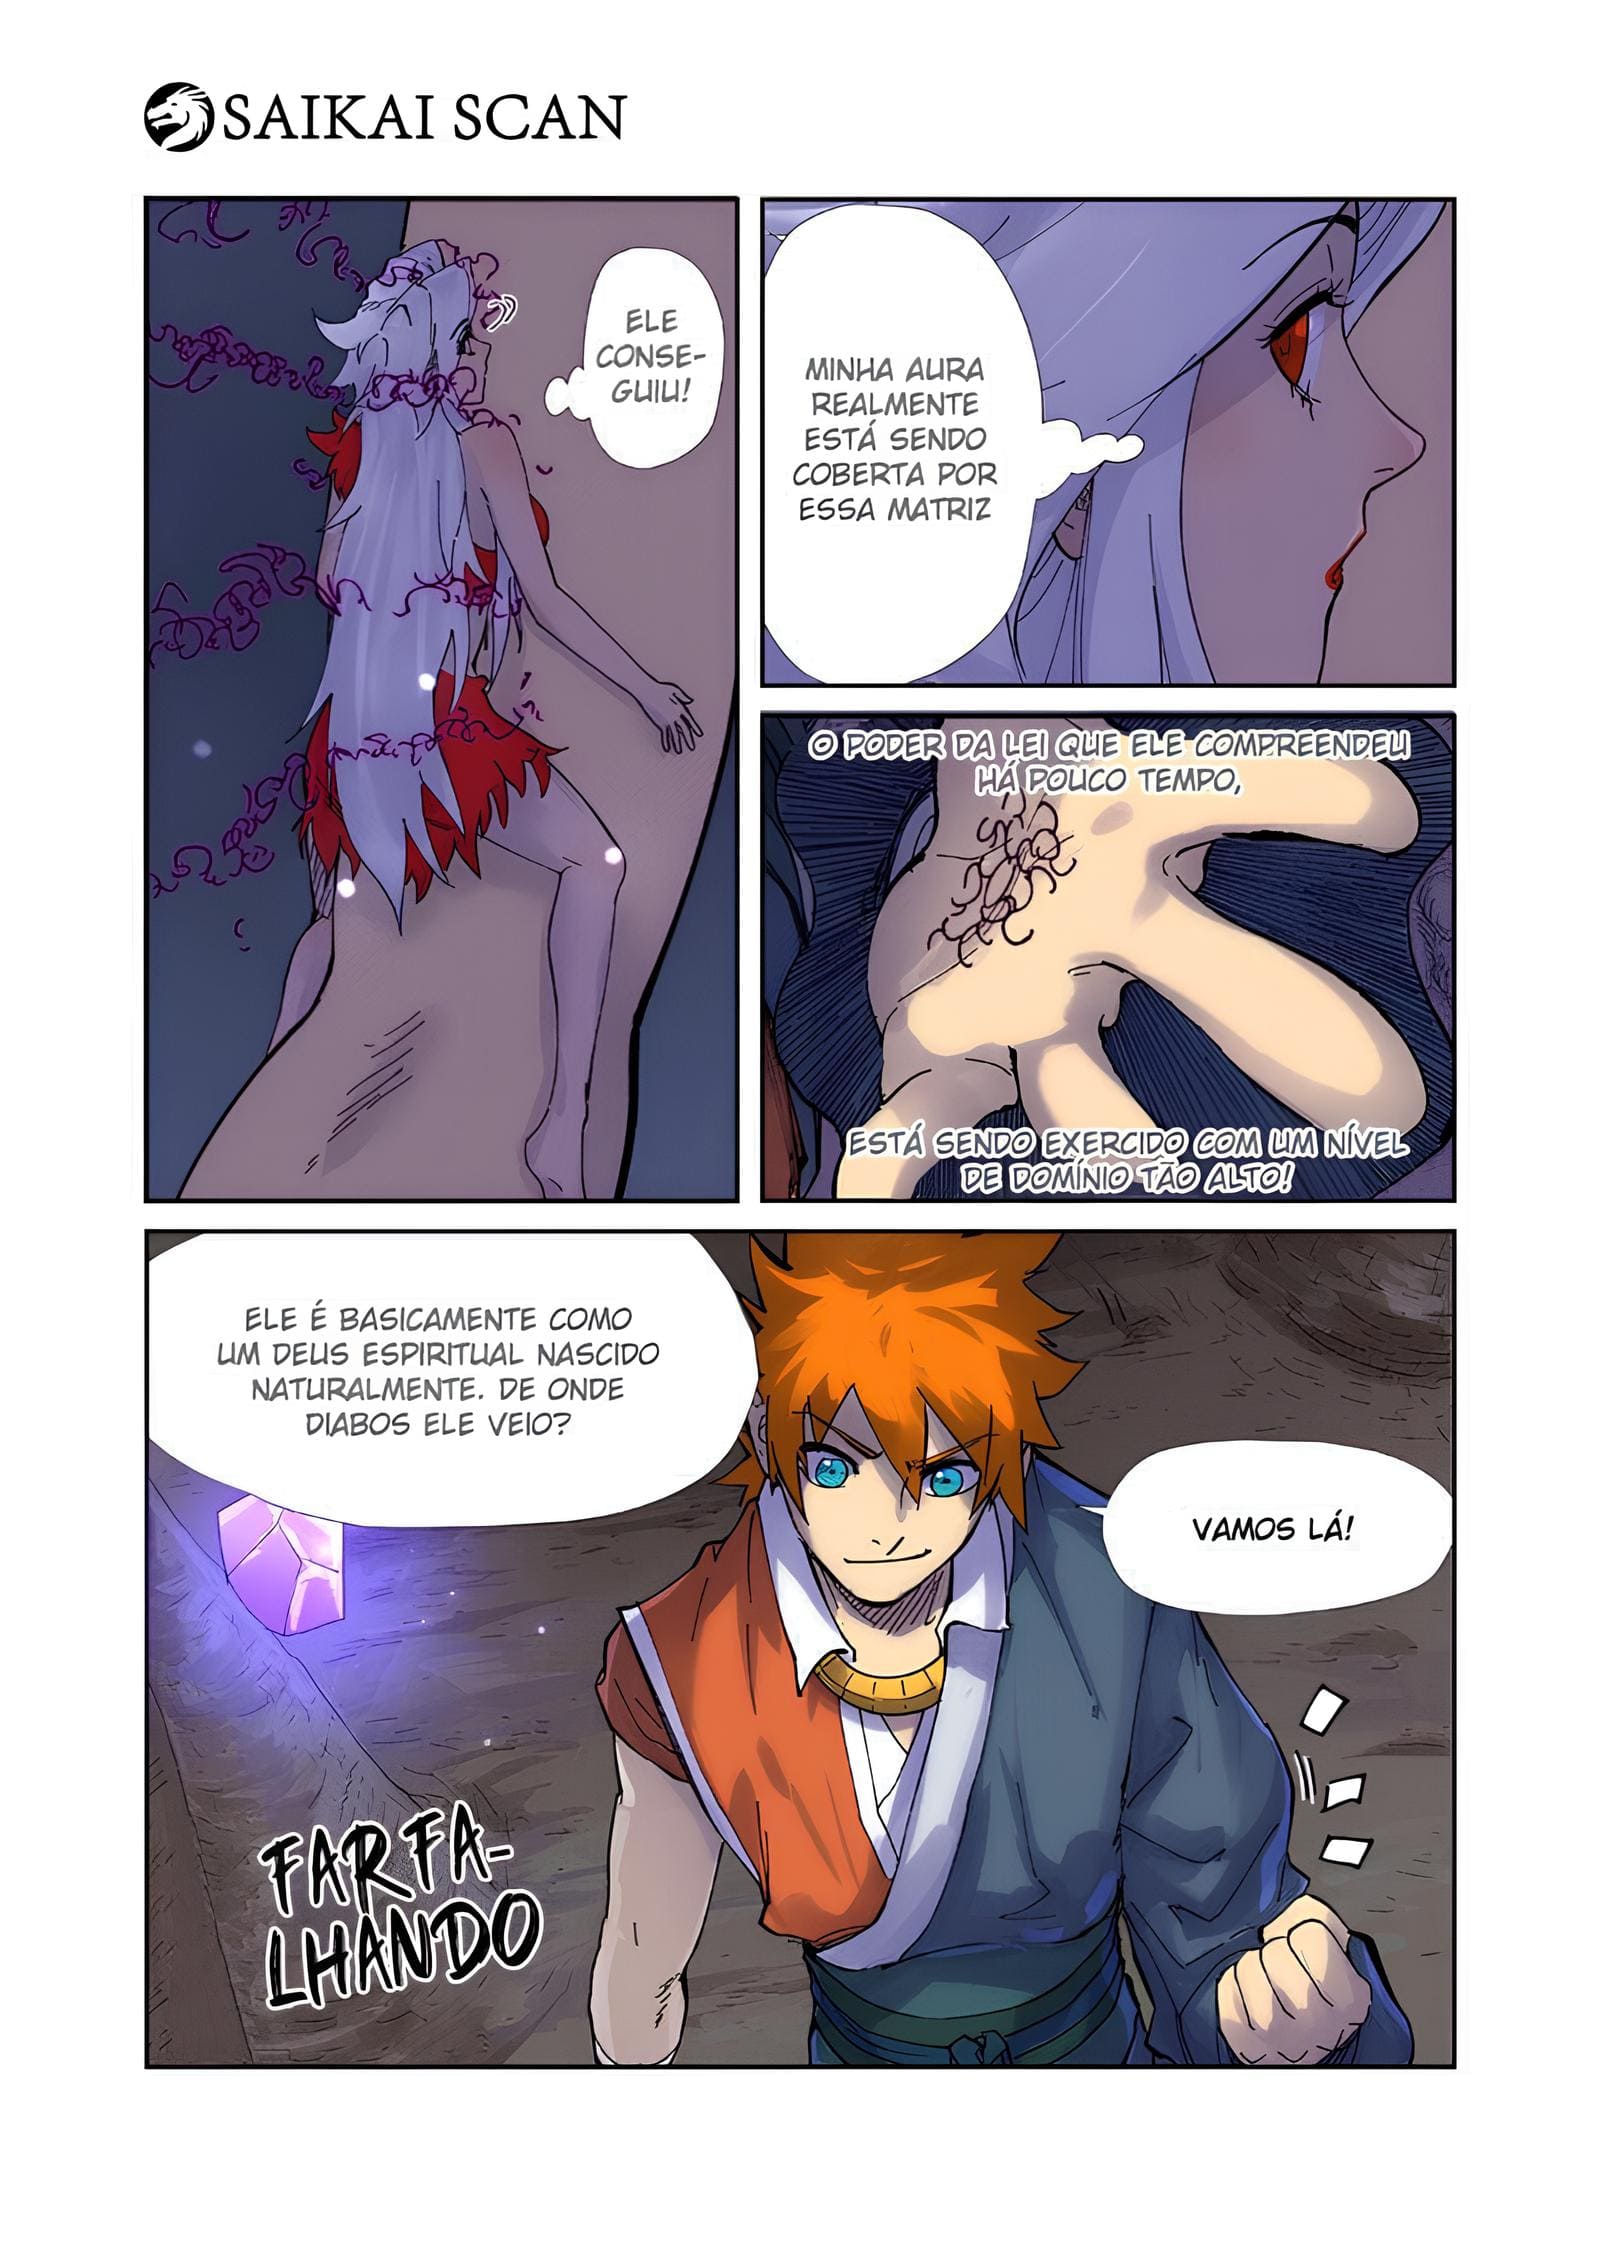 SAIKAI SCAN
ELE
CONSE-
GUIU!
MINHA AURA
REALMENTE
ESTÁ SENDO
COBERTA POR
ESSA MATRIZ
O PODER DA LEI QUE ELE COMPREENDEU
HÁ POUCO TEMPO,
ESTÁ SENDO EXERCIDO COM UM NÍVEL
DE DOMÍNIO TÃO ALTO!
ELE É BASICAMENTE COMO
UM DEUS ESPIRITUAL NASCIDO
NATURALMENTE. DE ONDE
DIABOS ELE VEIO?
VAMOS LÁ!
FARFA-
LHANDO